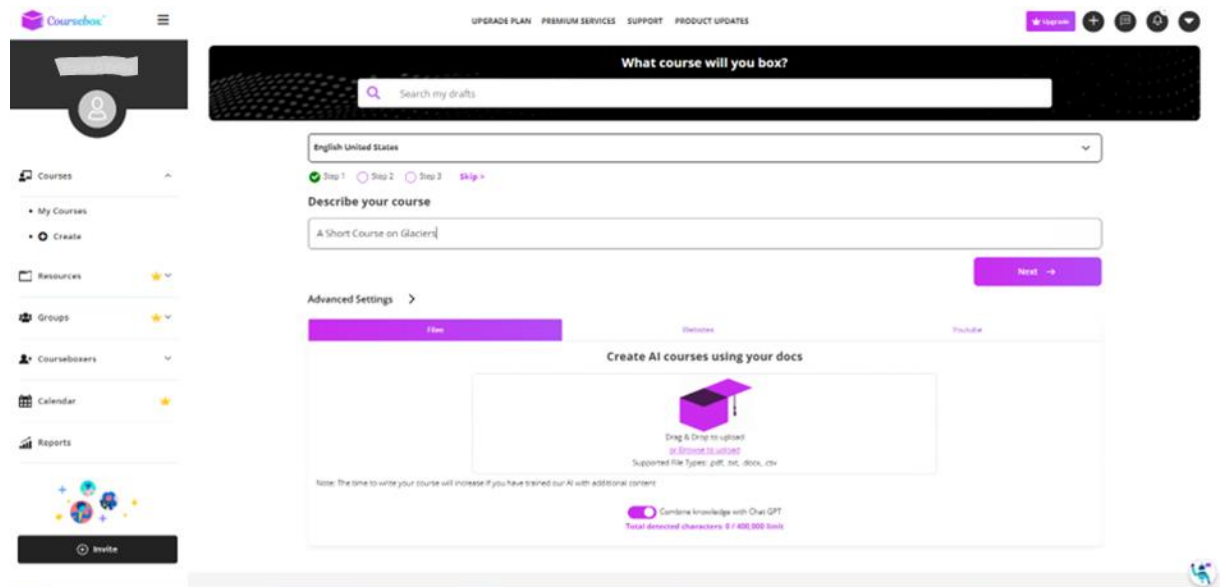 Coursebox
UPGRADE PLAN PREMIUM SERVICES SUPPORT PRODUCT UPDATES
Upgrade
What course will you box?
Search my drafts
English United States
Step 1 Step 2 Step 3 Skip >
Describe your course
A Short Course on Glaciers
Next →
Advanced Settings >
Files Websites Youtube
Create AI courses using your docs
Drag & Drop to upload
or Browse to upload
Supported File Types: .pdf, .txt, .docx, .csv
Note: The time to write your course will increase if you have trained our AI with additional content
Combine knowledge with Chat GPT
Total detected characters: 0 / 400,000 limit
Courses
• My Courses
• Create
Resources
Groups
Courseboxers
Calendar
Reports
Invite